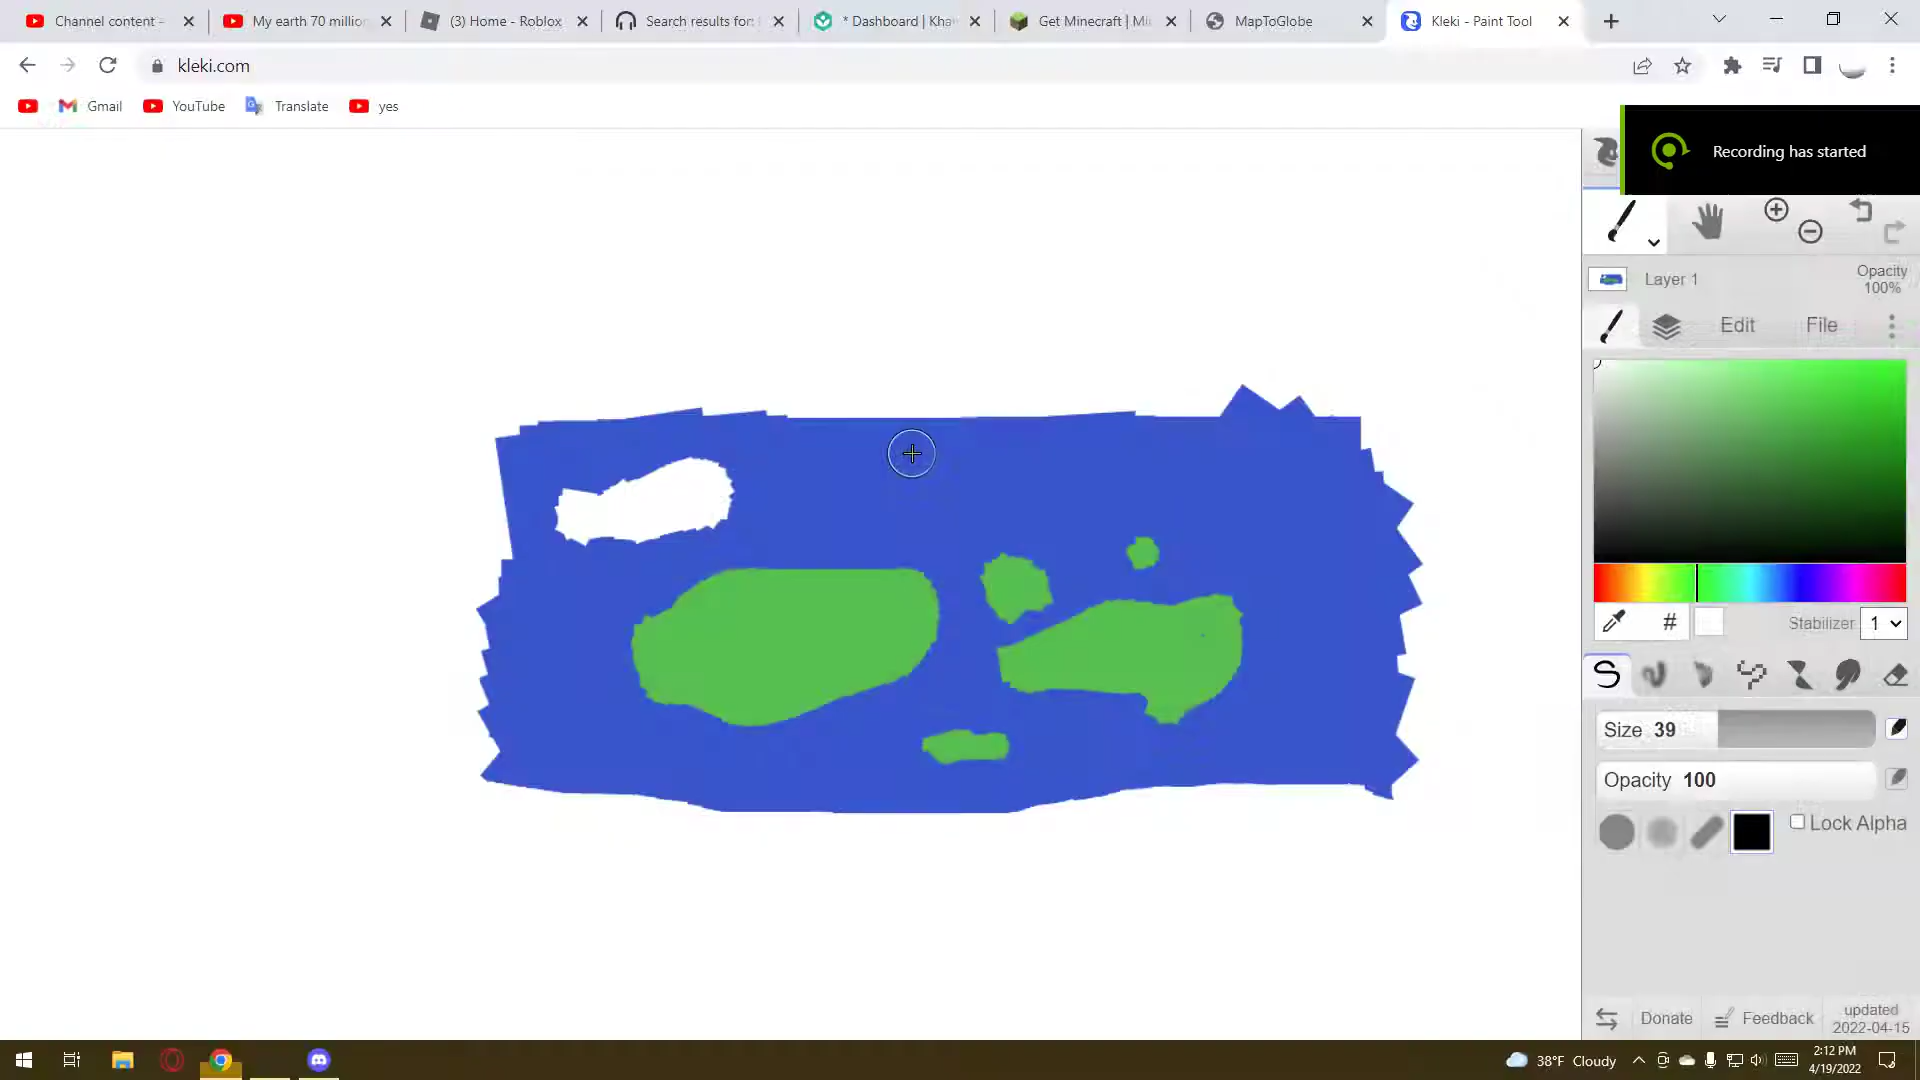 Channel content -
My earth 70 million
(3) Home - Roblox
Search results for:
* Dashboard | Kha
Get Minecraft | Mi
MapToGlobe
Kleki - Paint Tool
kleki.com
Gmail
YouTube
Translate
yes
Recording has started
Layer 1
Opacity
100%
Edit
File
#
Stabilizer 1
Size 39
Opacity 100
Lock Alpha
Donate
Feedback
updated
2022-04-15
38°F Cloudy
2:12 PM
4/19/2022